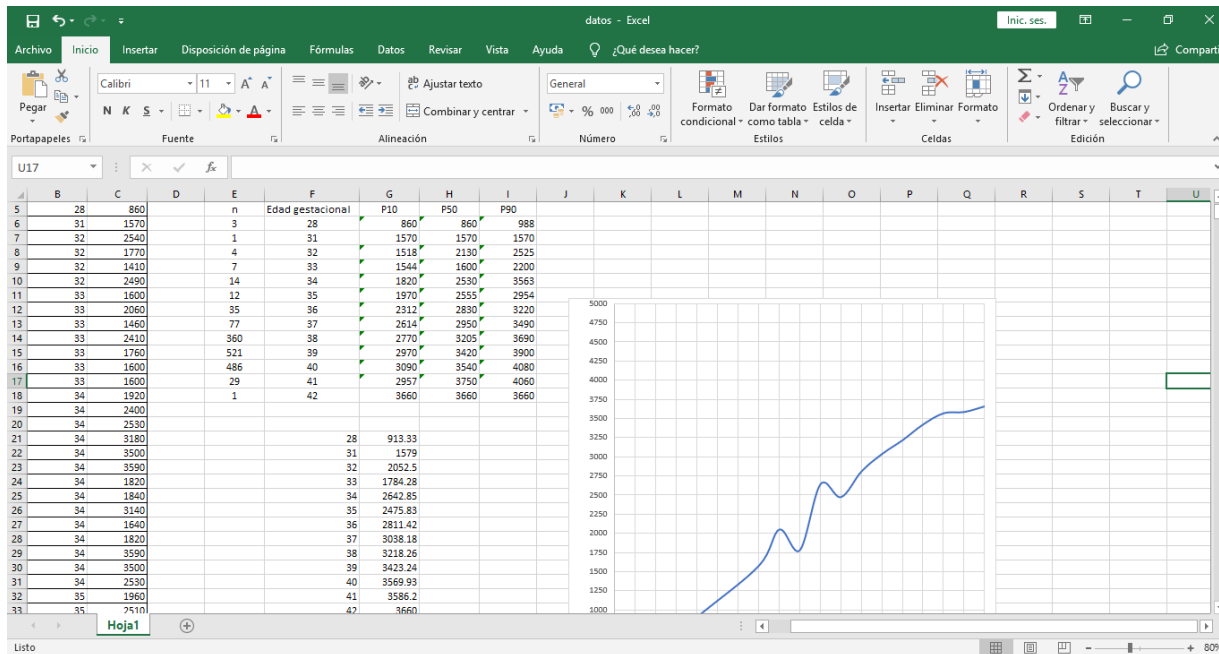 datos - Excel Inic. ses.
Archivo Inicio Insertar Disposición de página Fórmulas Datos Revisar Vista Ayuda ¿Qué desea hacer? Comparti
Pegar Calibri 11 A A Ajustar texto General Formato condicional Dar formato como tabla Estilos de celda Insertar Eliminar Formato Ordenar y filtrar Buscar y seleccionar
N K S A Combinar y centrar % 000
Portapapeles Fuente Alineación Número Estilos Celdas Edición
U17 fx
B C D E F G H I J K L M N O P Q R S T U
5 28 860 n Edad gestacional P10 P50 P90
6 31 1570 3 28 860 860 988
7 32 2540 1 31 1570 1570 1570
8 32 1770 4 32 1518 2130 2525
9 32 1410 7 33 1544 1600 2200
10 32 2490 14 34 1820 2530 3563
11 33 1600 12 35 1970 2555 2954
12 33 2060 35 36 2312 2830 3220
13 33 1460 77 37 2614 2950 3490
14 33 2410 360 38 2770 3205 3690
15 33 1760 521 39 2970 3420 3900
16 33 1600 486 40 3090 3540 4080
17 33 1600 29 41 2957 3750 4060
18 34 1920 1 42 3660 3660 3660
19 34 2400
20 34 2530
21 34 3180 28 913.33
22 34 3500 31 1579
23 34 3590 32 2052.5
24 34 1820 33 1784.28
25 34 1840 34 2642.85
26 34 3140 35 2475.83
27 34 1640 36 2811.42
28 34 1820 37 3038.18
29 34 3590 38 3218.26
30 34 3500 39 3423.24
31 34 2530 40 3569.93
32 35 1960 41 3586.2
33 35 2510 42 3660
5000
4750
4500
4250
4000
3750
3500
3250
3000
2750
2500
2250
2000
1750
1500
1250
1000
Hoja1
Listo 80%